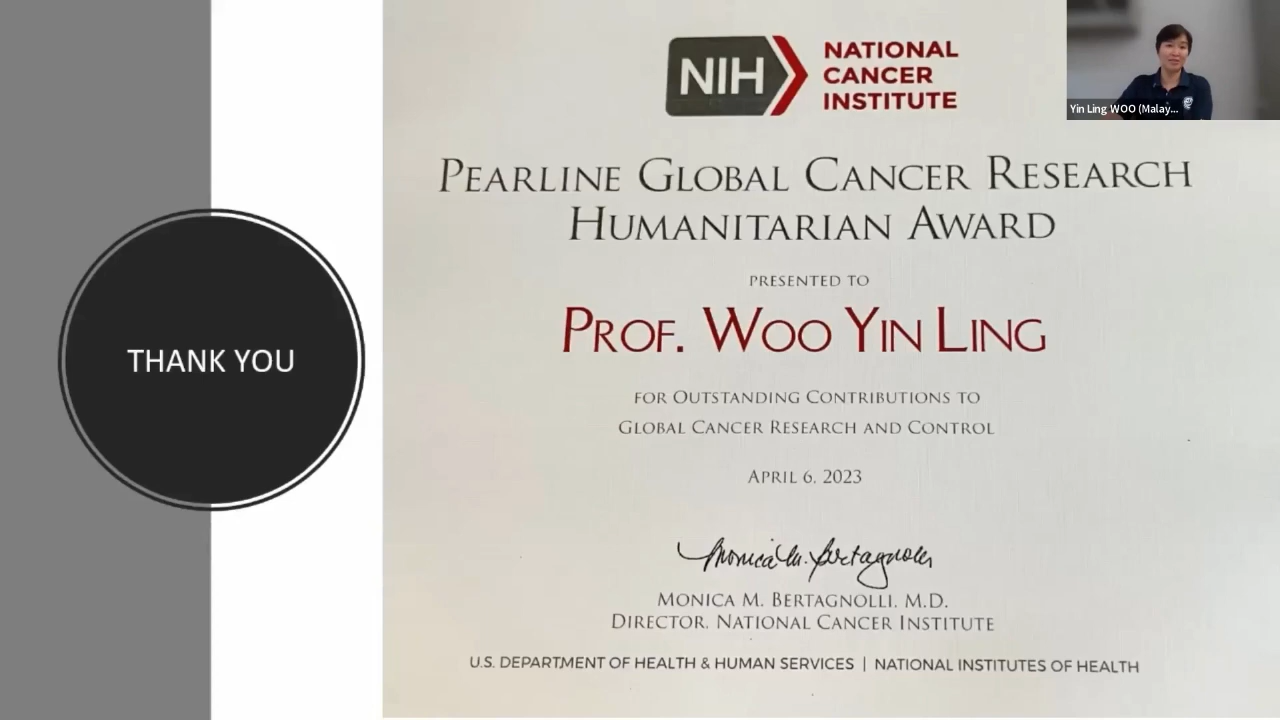 THANK YOU
NIH
NATIONAL
CANCER
INSTITUTE
PEARLINE GLOBAL CANCER RESEARCH
HUMANITARIAN AWARD
PRESENTED TO
PROF. WOO YIN LING
FOR OUTSTANDING CONTRIBUTIONS TO
GLOBAL CANCER RESEARCH AND CONTROL
APRIL 6, 2023
Monica M. Bertagnolli
MONICA M. BERTAGNOLLI, M.D.
DIRECTOR, NATIONAL CANCER INSTITUTE
U.S. DEPARTMENT OF HEALTH & HUMAN SERVICES | NATIONAL INSTITUTES OF HEALTH
Yin Ling WOO (Malay...